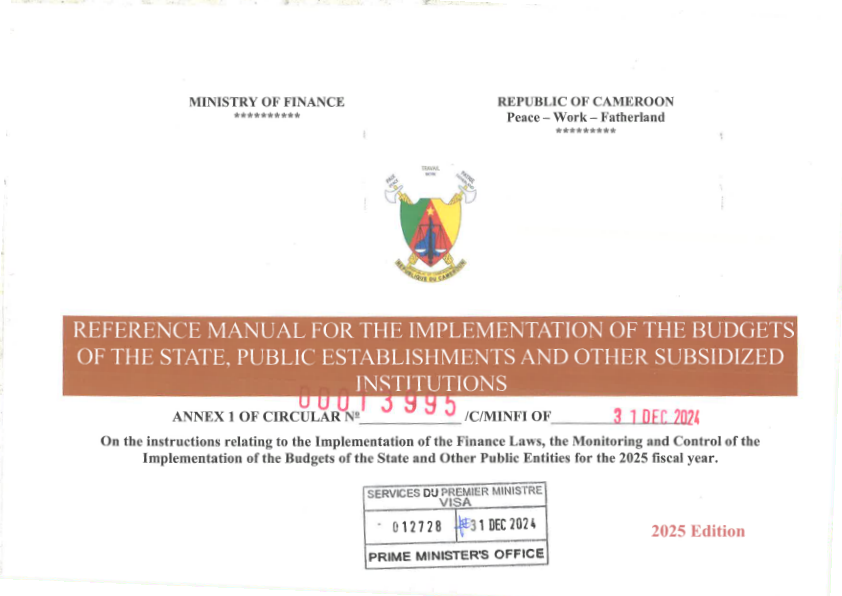 MINISTRY OF FINANCE
**********
REPUBLIC OF CAMEROON
Peace – Work – Fatherland
*********
TRAVAIL
REPUBLIQUE DU CAMEROUN
REFERENCE MANUAL FOR THE IMPLEMENTATION OF THE BUDGETS
OF THE STATE, PUBLIC ESTABLISHMENTS AND OTHER SUBSIDIZED
INSTITUTIONS
ANNEX 1 OF CIRCULAR Nº 00013995 /C/MINFI OF 31 DEC 2024
On the instructions relating to the Implementation of the Finance Laws, the Monitoring and Control of the
Implementation of the Budgets of the State and Other Public Entities for the 2025 fiscal year.
SERVICES DU PREMIER MINISTRE
VISA
- 012728 31 DEC 2024
PRIME MINISTER'S OFFICE
2025 Edition